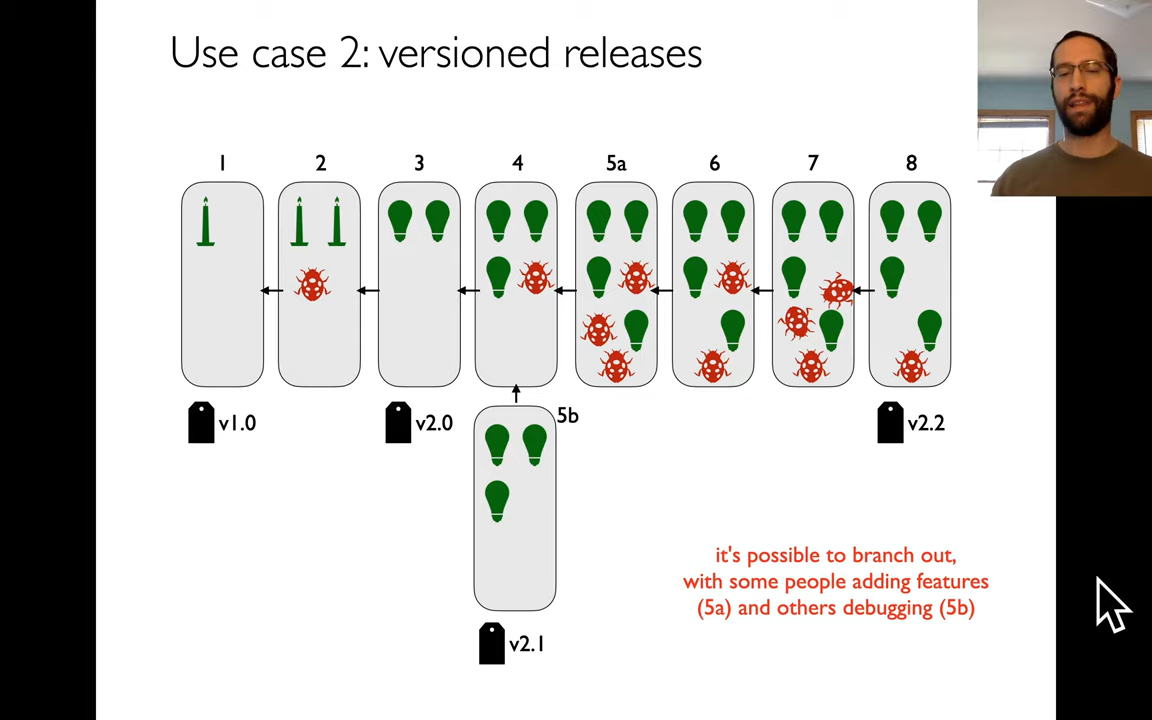 Use case 2: versioned releases
1 2 3 4 5a 6 7 8
v1.0 v2.0 v2.2
5b
v2.1
it's possible to branch out,
with some people adding features
(5a) and others debugging (5b)